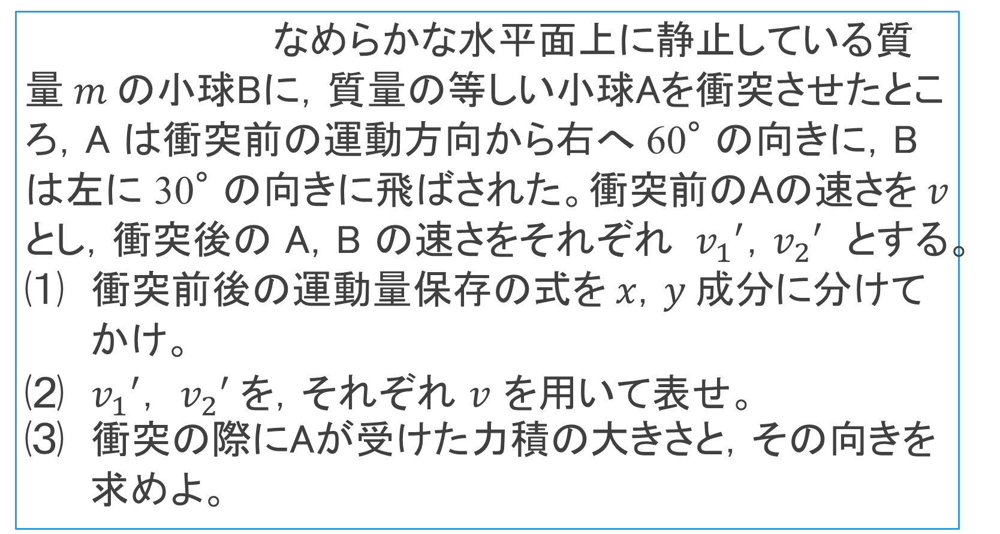 なめらかな水平面上に静止している質
量 m の小球Bに, 質量の等しい小球Aを衝突させたとこ
ろ, A は衝突前の運動方向から右へ 60° の向きに, B
は左に 30° の向きに飛ばされた。衝突前のAの速さを v
とし, 衝突後の A, B の速さをそれぞれ v₁′, v₂′ とする。
⑴ 衝突前後の運動量保存の式を x, y 成分に分けて
かけ。
⑵ v₁′, v₂′ を, それぞれ v を用いて表せ。
⑶ 衝突の際にAが受けた力積の大きさと, その向きを
求めよ。